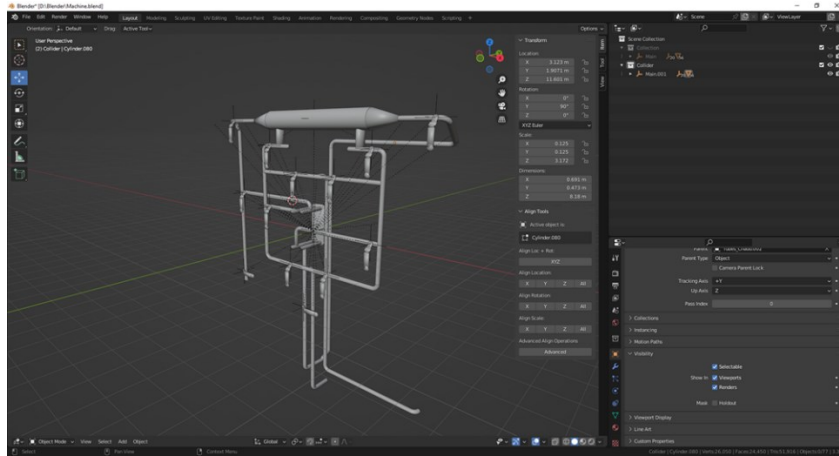 Blender* [D:\Blender\Machine.blend]
File Edit Render Window Help Layout Modeling Sculpting UV Editing Texture Paint Shading Animation Rendering Compositing Geometry Nodes Scripting + Scene ViewLayer
Orientation: Default Drag: Active Tool Options
User Perspective
(2) Collider | Cylinder.080
Transform
Location:
X 3.123 m
Y
Z
Rotation:
X 0°
Y 90°
Z 0°
XYZ Euler
Scale:
X 0.125
Y 0.125
Z 3.172
Dimensions:
X
Y 0.473 m
Z 8.18 m
Align Tools
Active object is:
Cylinder.080
Align Loc + Rot:
XYZ
Align Location:
X Y Z All
Align Rotation:
X Y Z All
Align Scale:
X Y Z All
Advanced Align Operations
Advanced
Item
Tool
View
Scene Collection
Collection
Main
Collider
Main.001
Parent
Parent Type Object
Camera Parent Lock
Tracking Axis +Y
Up Axis Z
Pass Index 0
Collections
Instancing
Motion Paths
Visibility
Selectable
Show in Viewports
Renders
Mask Holdout
Viewport Display
Line Art
Custom Properties
Object Mode View Select Add Object Global
Select Pan View Context Menu